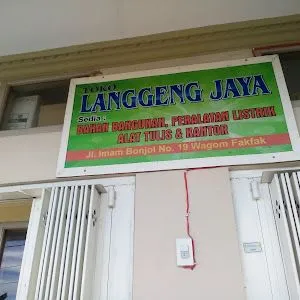 TOKO
LANGGENG JAYA
Sedia :
BAHAN BANGUNAN, PERALATAN LISTRIK
ALAT TULIS & KANTOR
Jl. Imam Bonjol No. 19 Wagom Fakfak